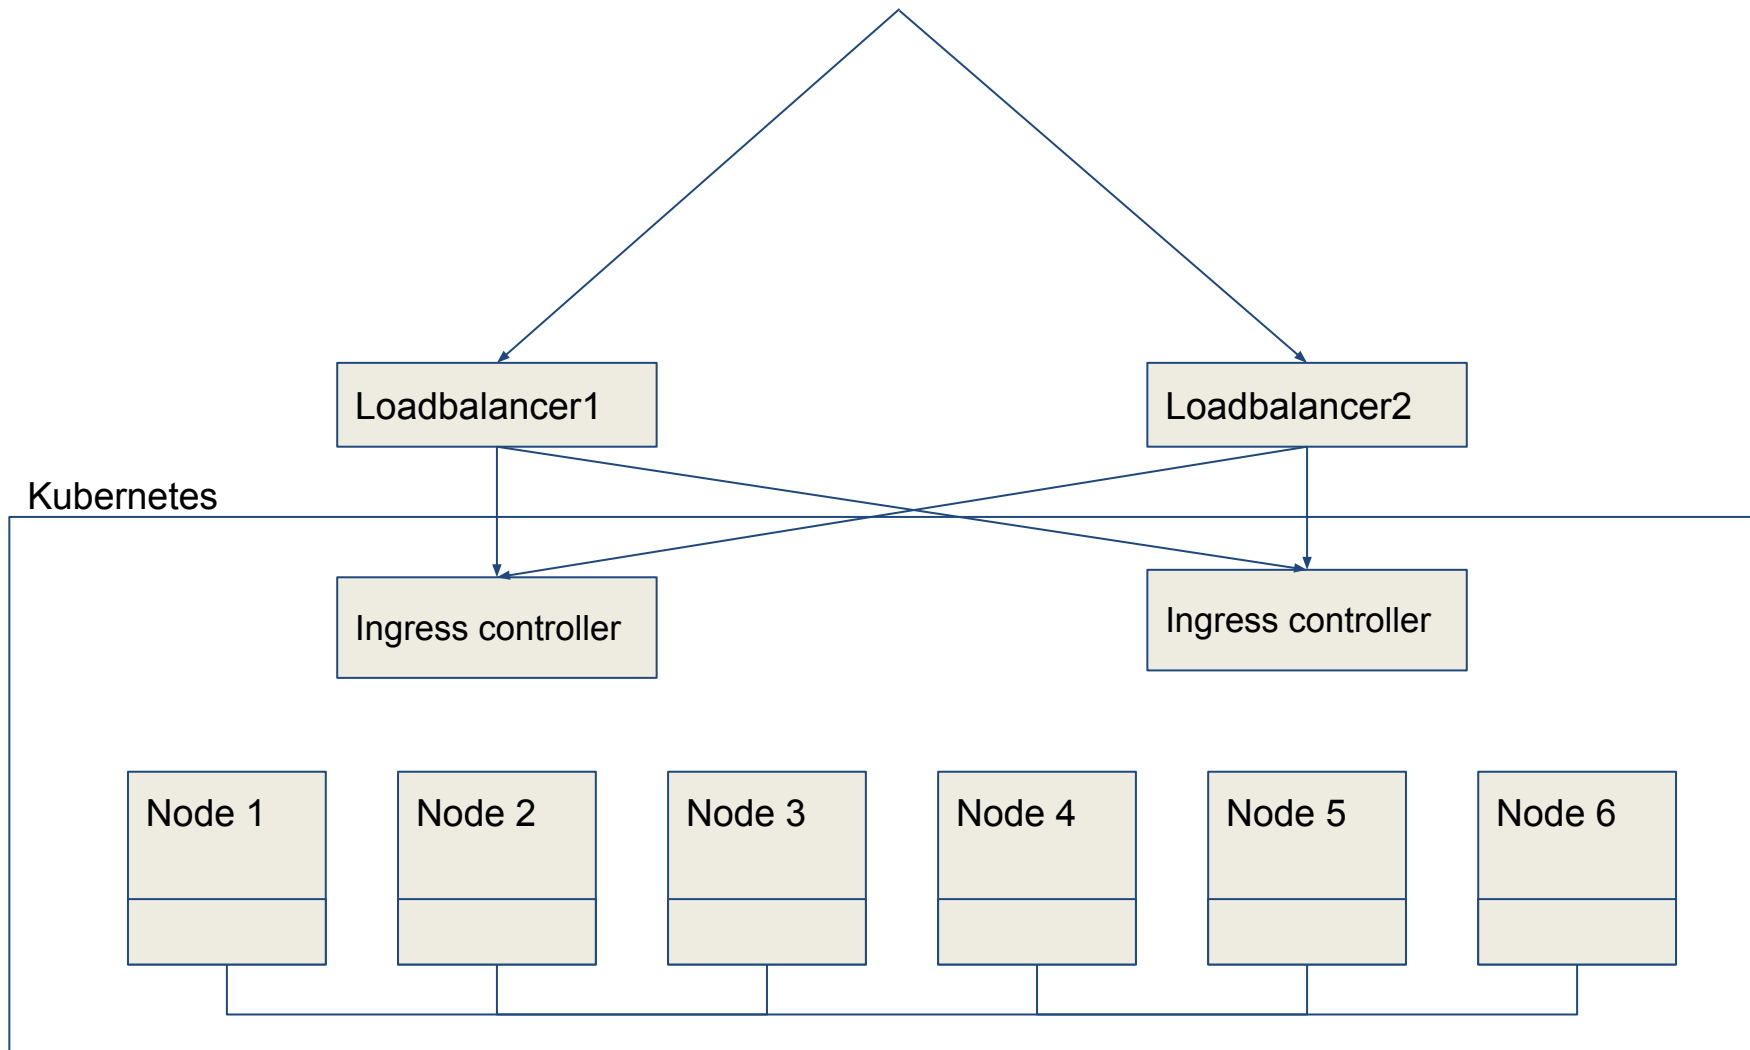 Loadbalancer1
Loadbalancer2
Kubernetes
Ingress controller
Ingress controller
Node 1
Node 2
Node 3
Node 4
Node 5
Node 6